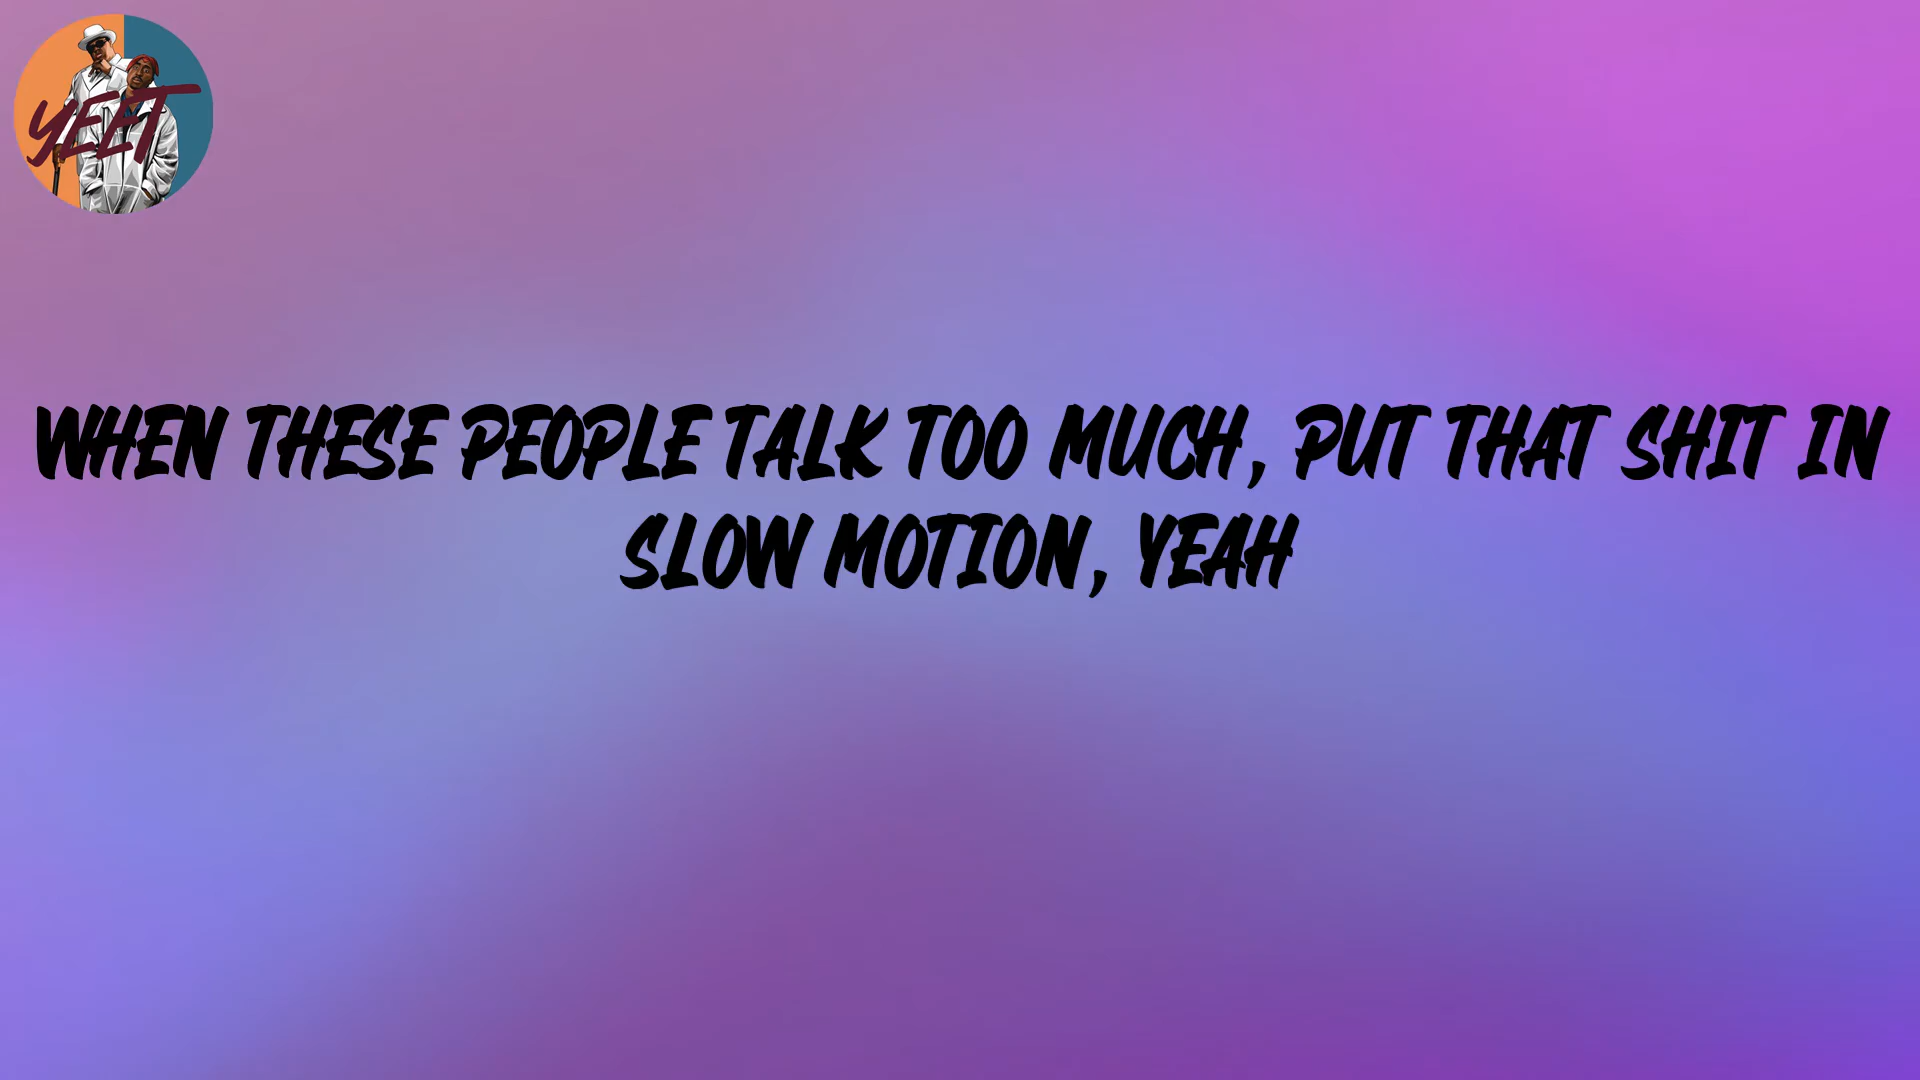 YEET
WHEN THESE PEOPLE TALK TOO MUCH, PUT THAT SHIT IN
SLOW MOTION, YEAH